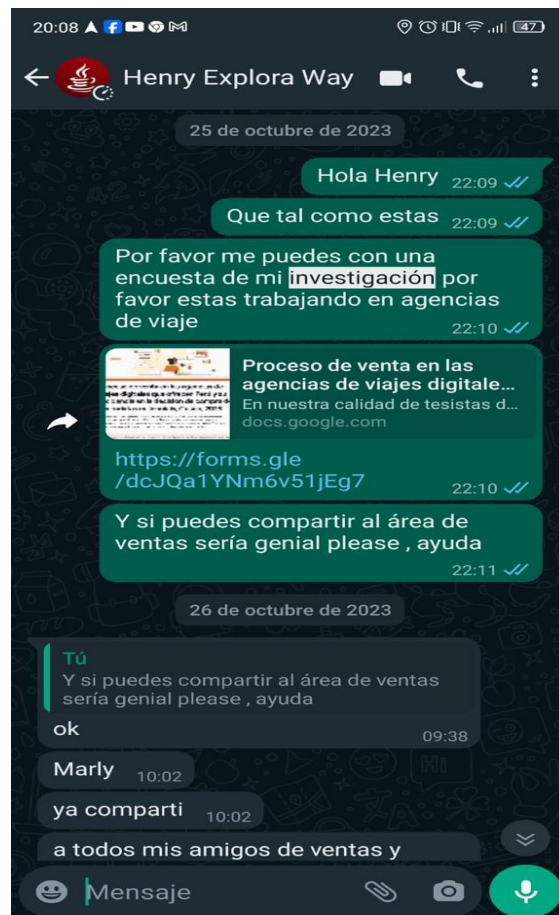 20:08
47
Henry Explora Way
25 de octubre de 2023
Hola Henry 22:09
Que tal como estas 22:09
Por favor me puedes con una
encuesta de mi investigación por
favor estas trabajando en agencias
de viaje
22:10
Proceso de venta en las
agencias de viajes digitale...
En nuestra calidad de tesistas d...
docs.google.com
https://forms.gle
/dcJQa1YNm6v51jEg7
22:10
Y si puedes compartir al área de
ventas sería genial please , ayuda
22:11
26 de octubre de 2023
Tú
Y si puedes compartir al área de ventas
sería genial please , ayuda
ok
09:38
Marly 10:02
ya comparti 10:02
a todos mis amigos de ventas y
Mensaje